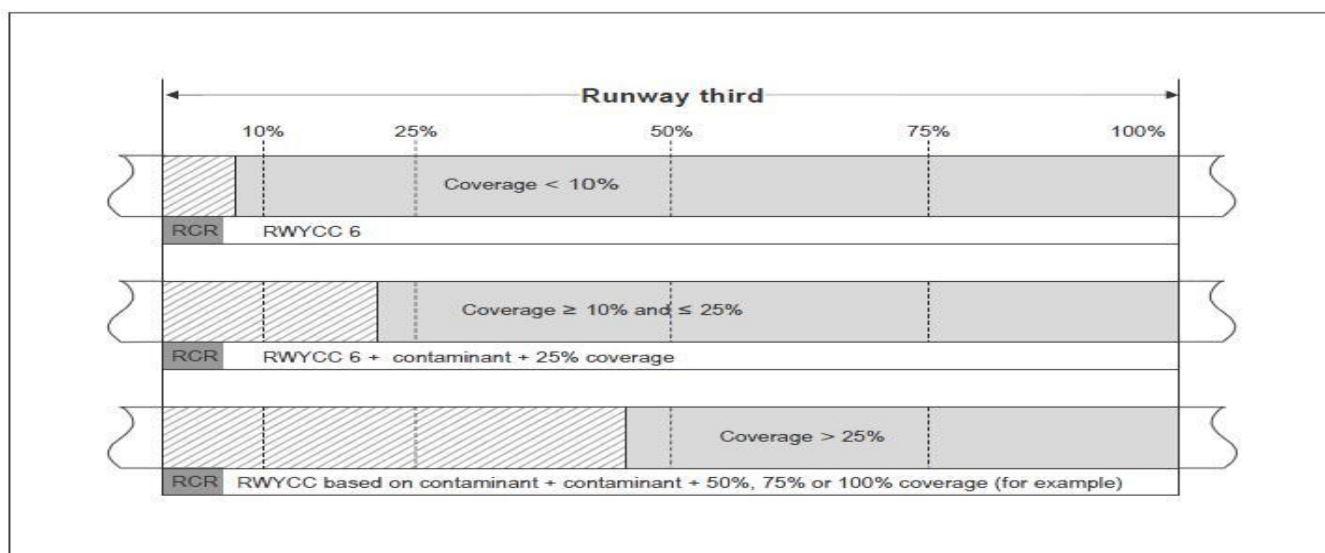 Runway third
10% 25% 50% 75% 100%
Coverage < 10%
RCR RWYCC 6
Coverage ≥ 10% and ≤ 25%
RCR RWYCC 6 + contaminant + 25% coverage
Coverage > 25%
RCR RWYCC based on contaminant + contaminant + 50%, 75% or 100% coverage (for example)